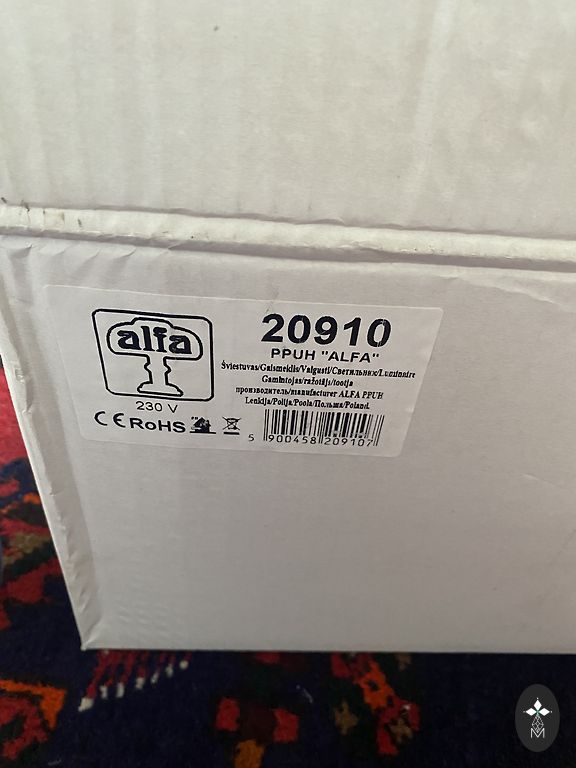 alfa
230 V
CE RoHS
20910
PPUH "ALFA"
Šviestuvas/Gaismeklis/Valgusti/Светильник/Luminaire
Gamintojas/ražotājs/tootja
производитель/manufacturer ALFA PPUH
Lenkija/Polija/Poola/Польша/Poland.
5 900458 209107
M